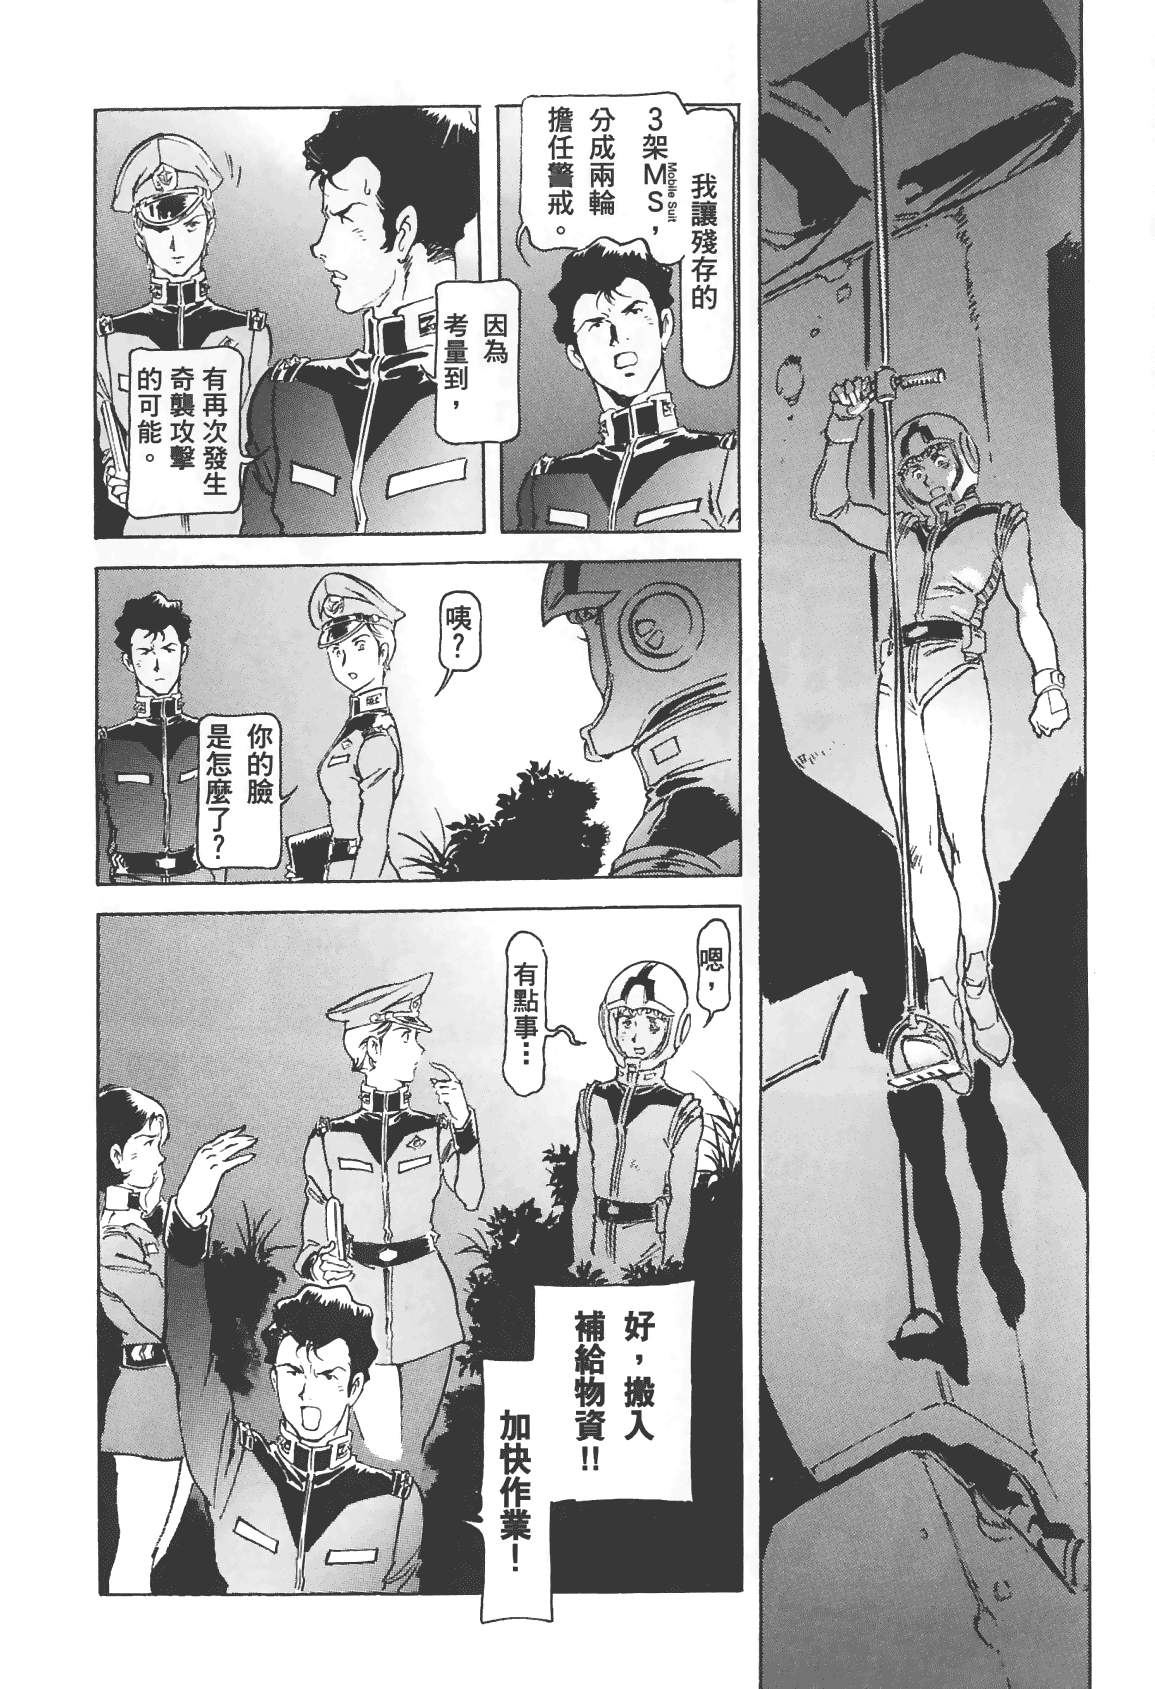 我讓殘存的
3架MS，
Mobile Suit
分成兩輪
擔任警戒。
因為
考量到，
有再次發生
奇襲攻擊
的可能。
咦？
你的臉
是怎麼了？
嗯，
有點事…
好，搬入
補給物資!!
加快作業！